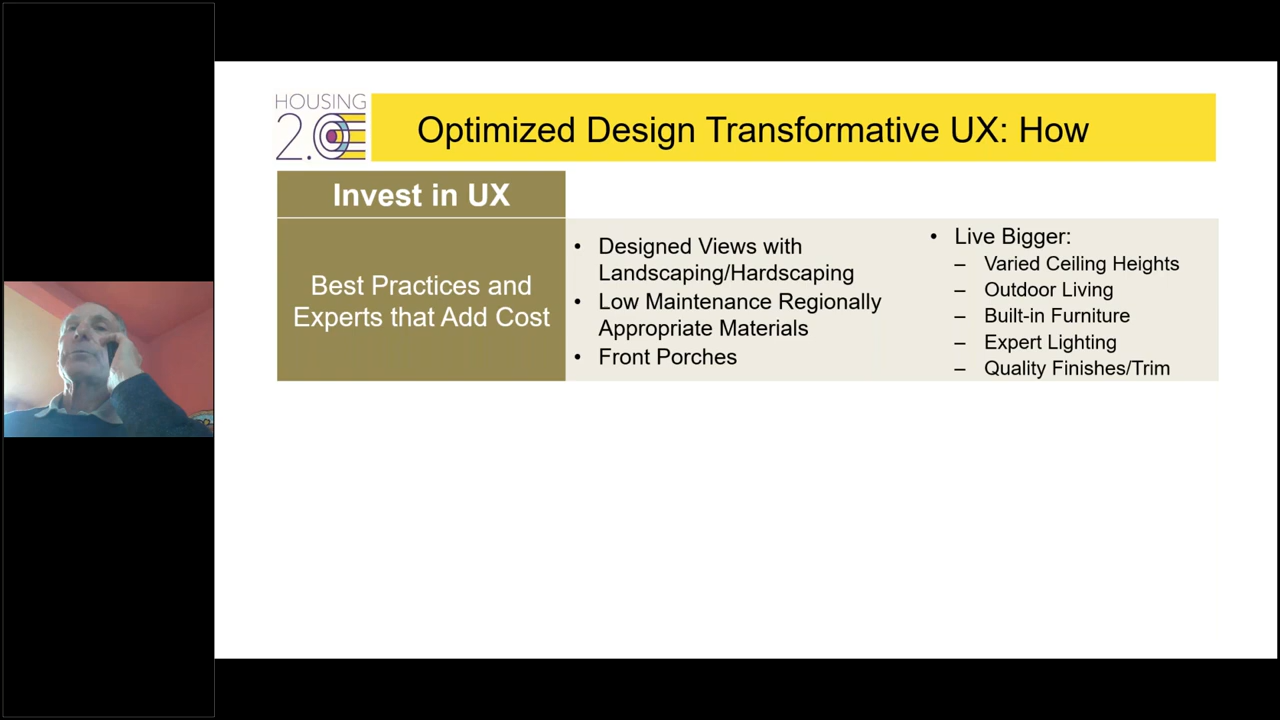 HOUSING
2.0
Optimized Design Transformative UX: How
Invest in UX
Best Practices and
Experts that Add Cost
• Designed Views with
Landscaping/Hardscaping
• Low Maintenance Regionally
Appropriate Materials
• Front Porches
• Live Bigger:
– Varied Ceiling Heights
– Outdoor Living
– Built-in Furniture
– Expert Lighting
– Quality Finishes/Trim